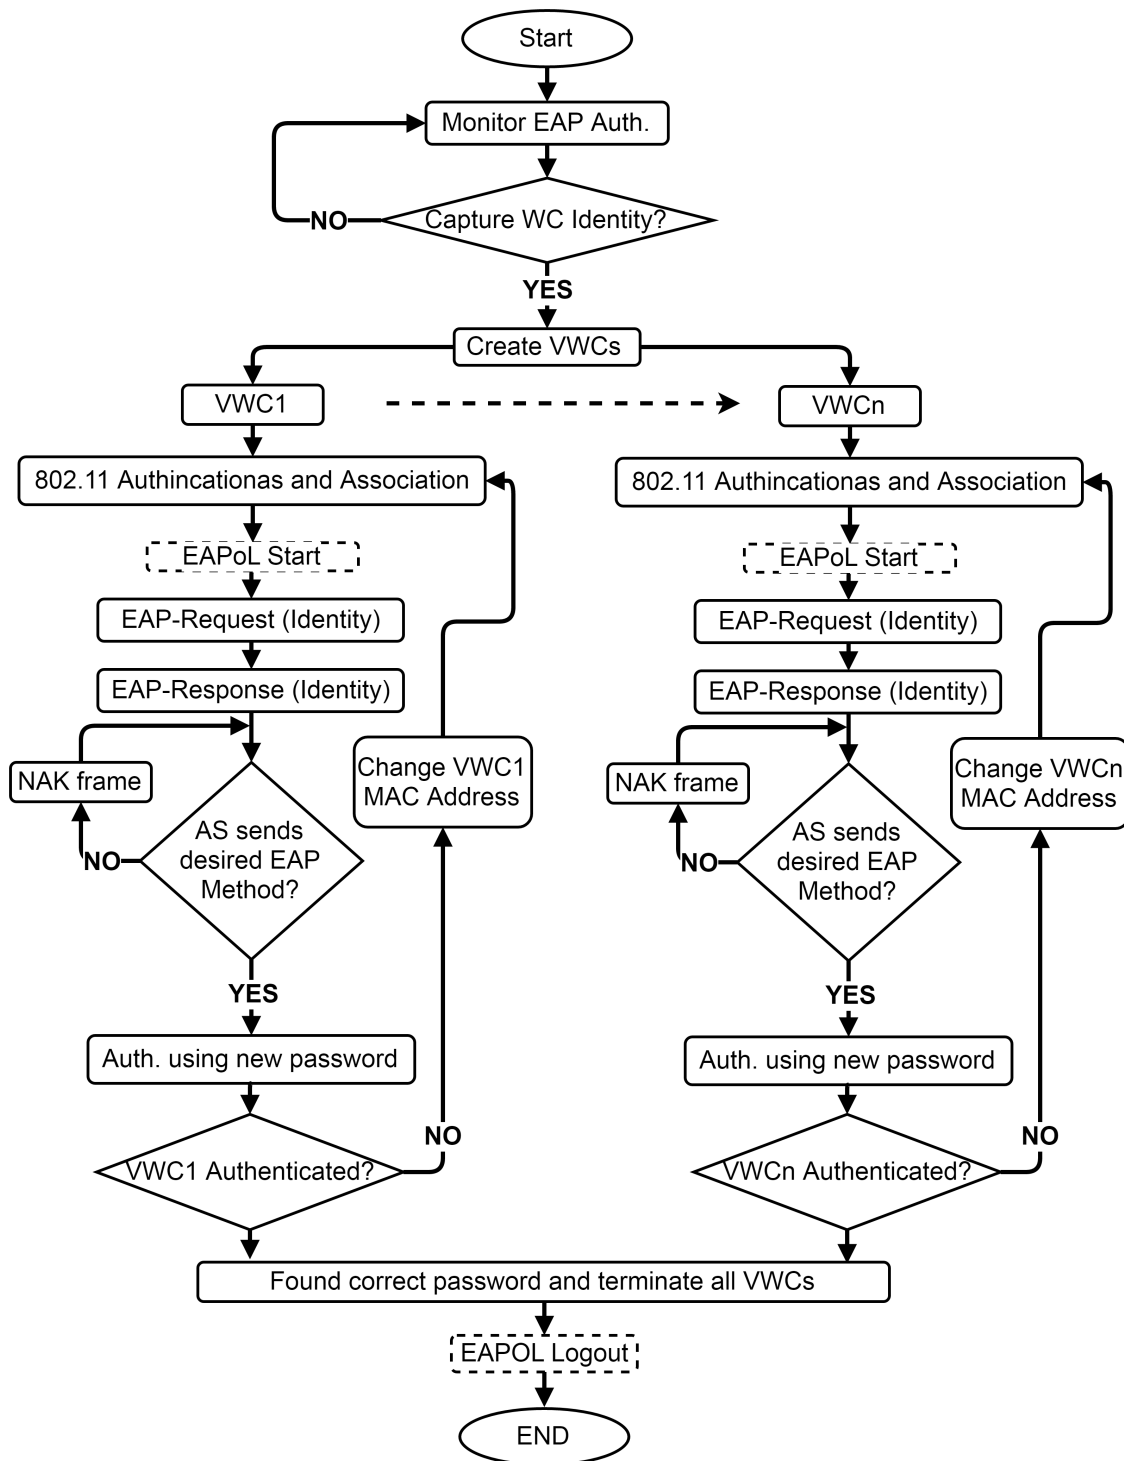 Start
Monitor EAP Auth.
Capture WC Identity?
NO
YES
Create VWCs
VWC1
VWCn
802.11 Authincationas and Association
802.11 Authincationas and Association
EAPoL Start
EAPoL Start
EAP-Request (Identity)
EAP-Request (Identity)
EAP-Response (Identity)
EAP-Response (Identity)
NAK frame
Change VWC1
MAC Address
NAK frame
Change VWCn
MAC Address
AS sends
desired EAP
Method?
NO
AS sends
desired EAP
Method?
NO
YES
YES
Auth. using new password
Auth. using new password
NO
NO
VWC1 Authenticated?
VWCn Authenticated?
Found correct password and terminate all VWCs
EAPOL Logout
END